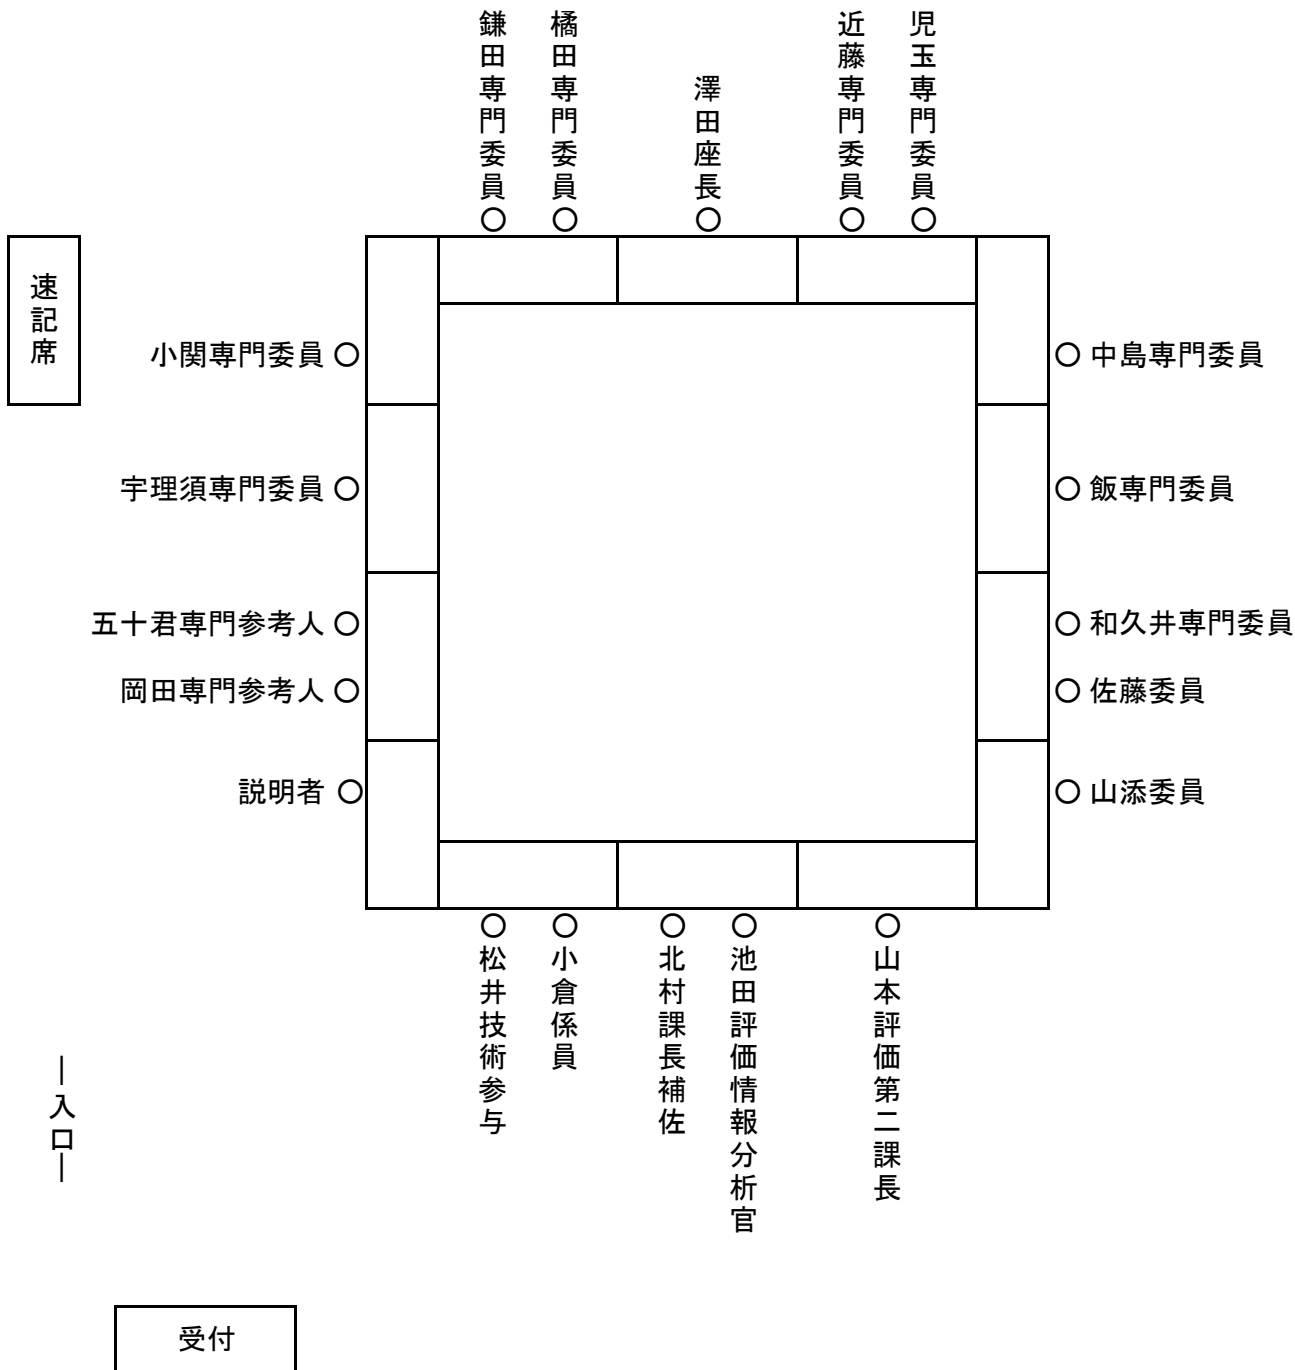 鎌田専門委員
橘田専門委員
澤田座長
近藤専門委員
児玉専門委員
速記席
小関専門委員
中島専門委員
宇理須専門委員
飯専門委員
五十君専門参考人
和久井専門委員
岡田専門参考人
佐藤委員
説明者
山添委員
松井技術参与
小倉係員
北村課長補佐
池田評価情報分析官
山本評価第二課長
―入口―
受付